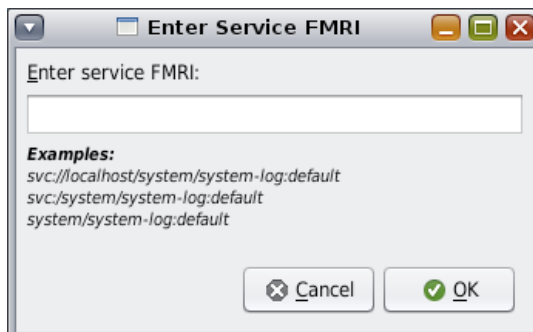 Enter Service FMRI
Enter service FMRI:
Examples:
svc://localhost/system/system-log:default
svc:/system/system-log:default
system/system-log:default
Cancel OK